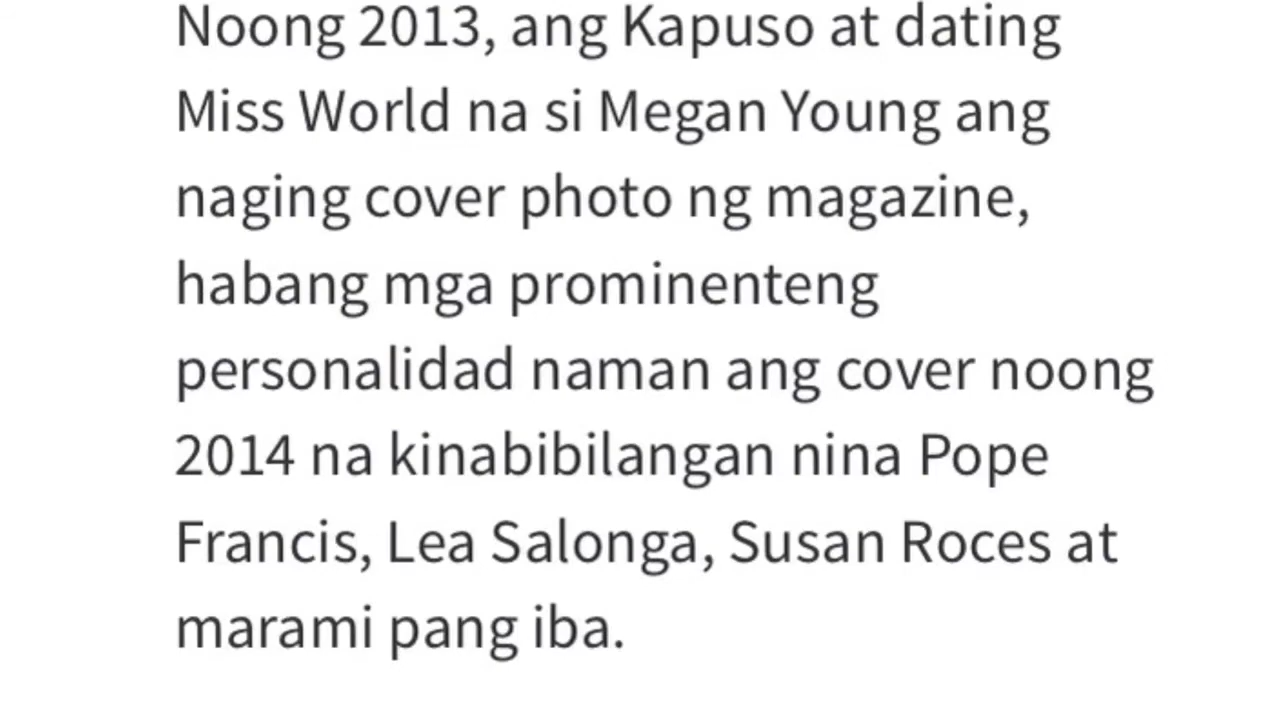 Noong 2013, ang Kapuso at dating
Miss World na si Megan Young ang
naging cover photo ng magazine,
habang mga prominenteng
personalidad naman ang cover noong
2014 na kinabibilangan nina Pope
Francis, Lea Salonga, Susan Roces at
marami pang iba.